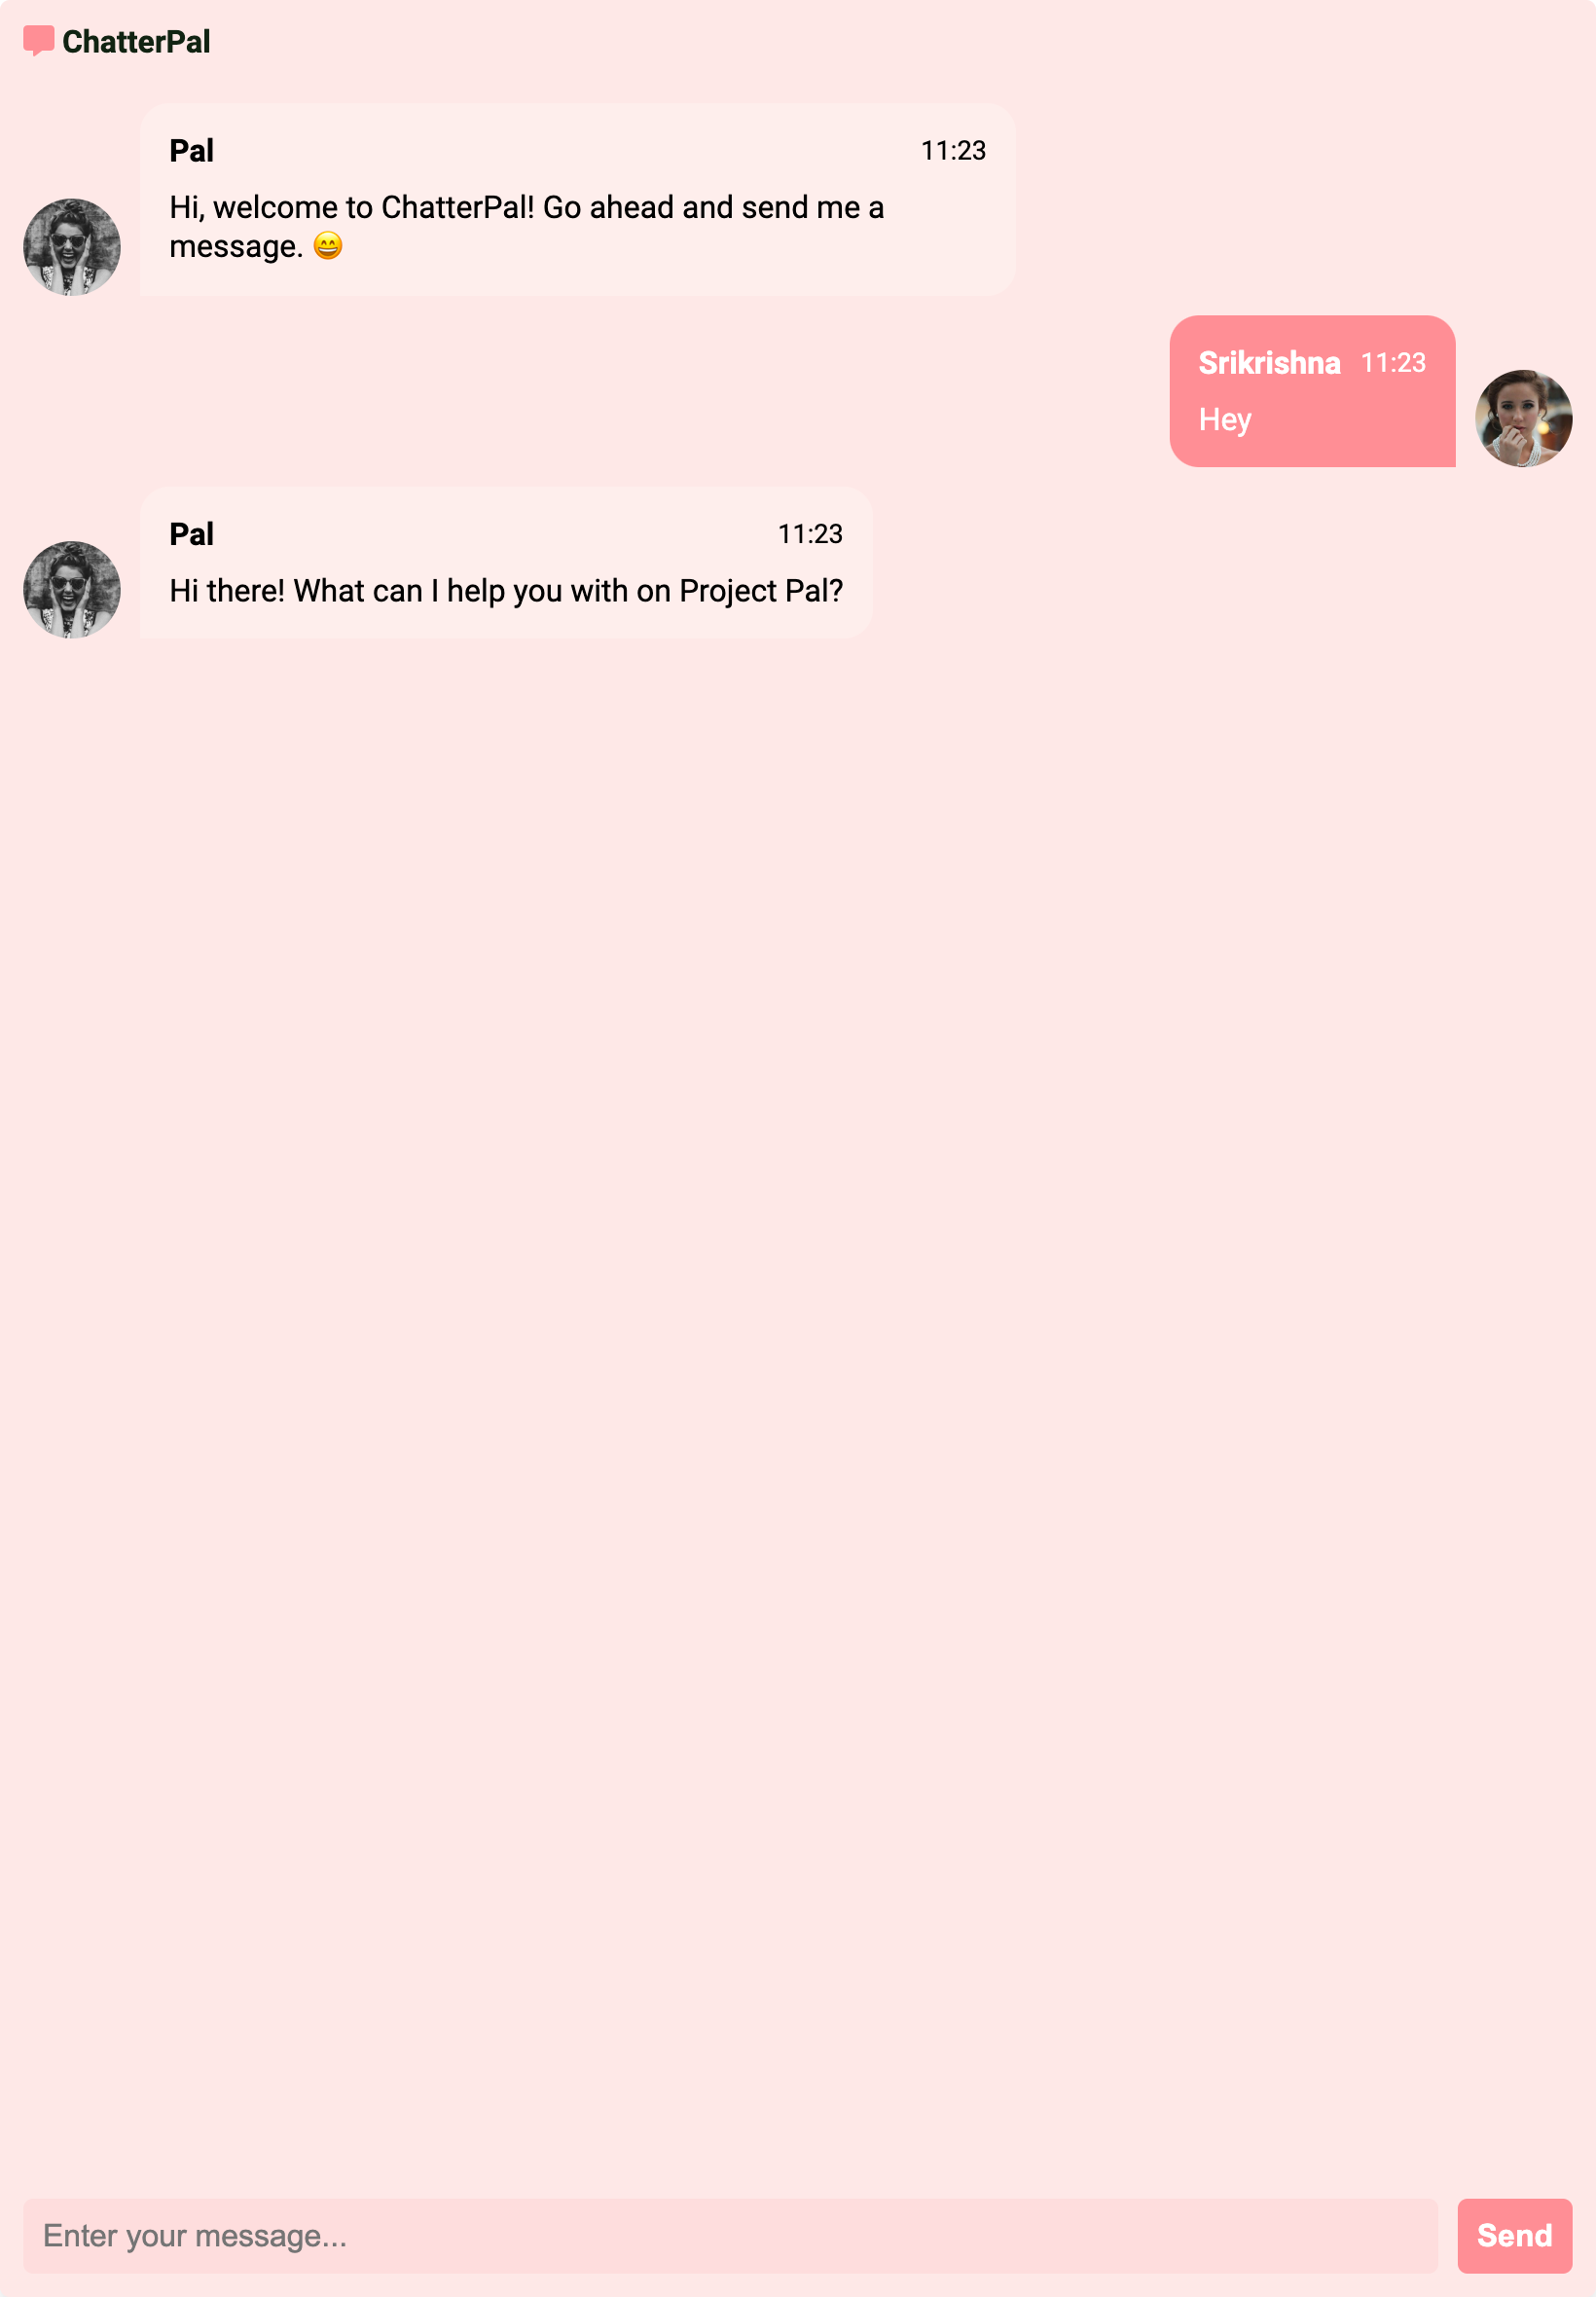 ChatterPal
Pal 11:23
Hi, welcome to ChatterPal! Go ahead and send me a
message. 😄
Srikrishna 11:23
Hey
Pal 11:23
Hi there! What can I help you with on Project Pal?
Enter your message...
Send